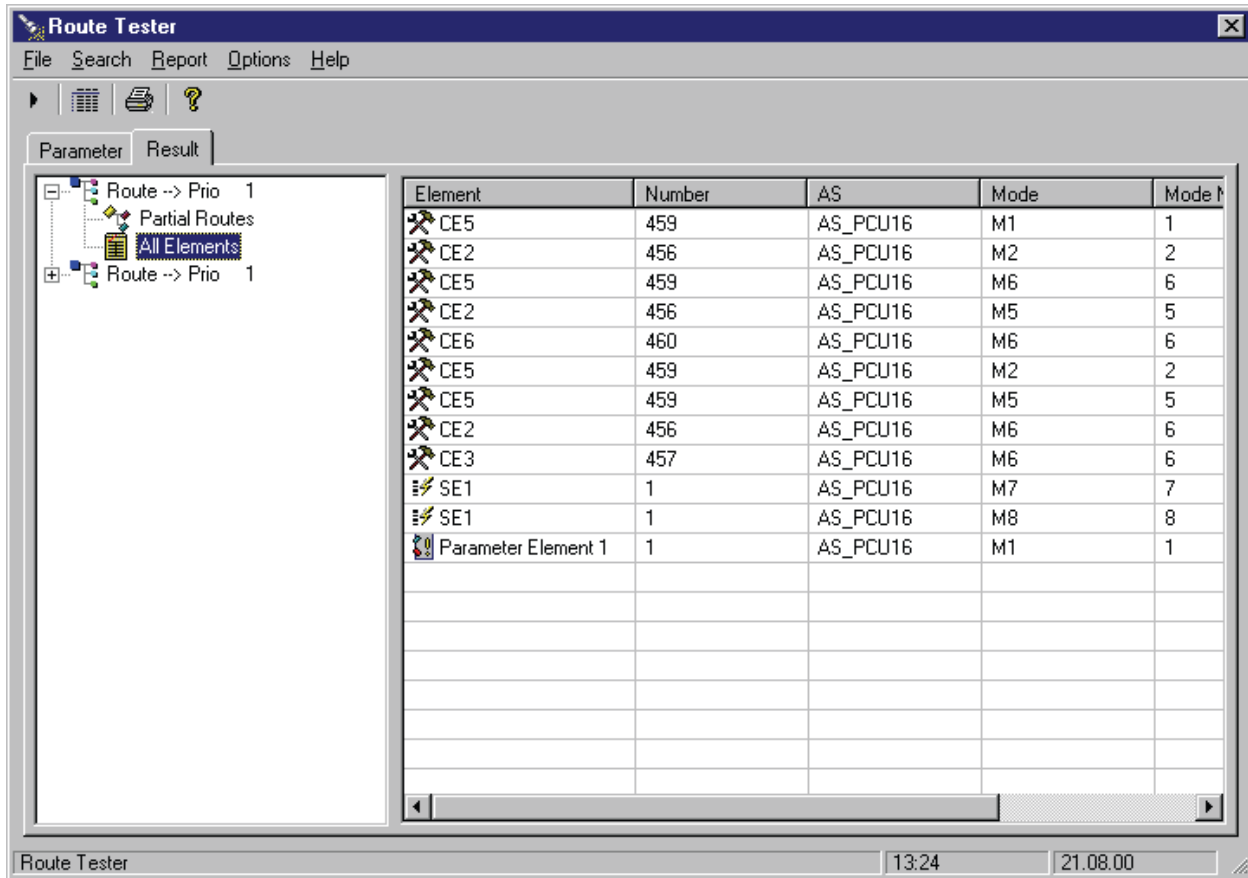 Route Tester
File Search Report Options Help
Parameter Result
Route --> Prio 1
Partial Routes
All Elements
Route --> Prio 1
Element Number AS Mode Mode
CE5 459 AS_PCU16 M1 1
CE2 456 AS_PCU16 M2 2
CE5 459 AS_PCU16 M6 6
CE2 456 AS_PCU16 M5 5
CE6 460 AS_PCU16 M6 6
CE5 459 AS_PCU16 M2 2
CE5 459 AS_PCU16 M5 5
CE2 456 AS_PCU16 M6 6
CE3 457 AS_PCU16 M6 6
SE1 1 AS_PCU16 M7 7
SE1 1 AS_PCU16 M8 8
Parameter Element 1 1 AS_PCU16 M1 1
Route Tester 13:24 21.08.00